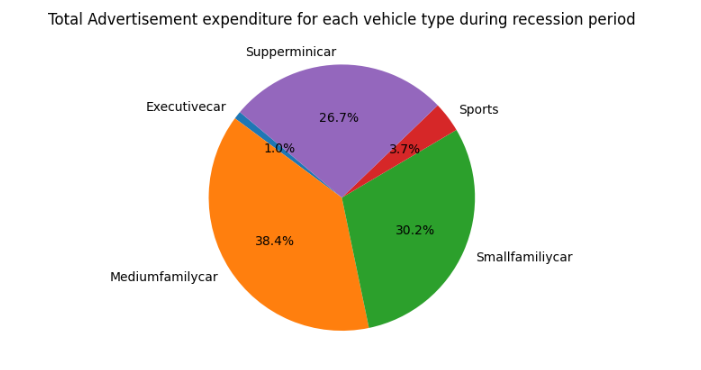 Total Advertisement expenditure for each vehicle type during recession period
Supperminicar
Executivecar
Sports
26.7%
1.0%
3.7%
38.4%
30.2%
Smallfamiliycar
Mediumfamilycar